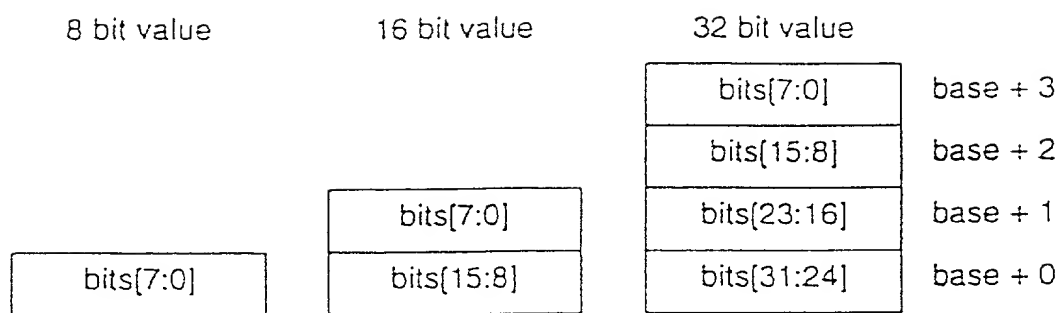 8 bit value 16 bit value 32 bit value
bits[7:0] base + 3
bits[15:8] base + 2
bits[7:0] bits[23:16] base + 1
bits[7:0] bits[15:8] bits[31:24] base + 0